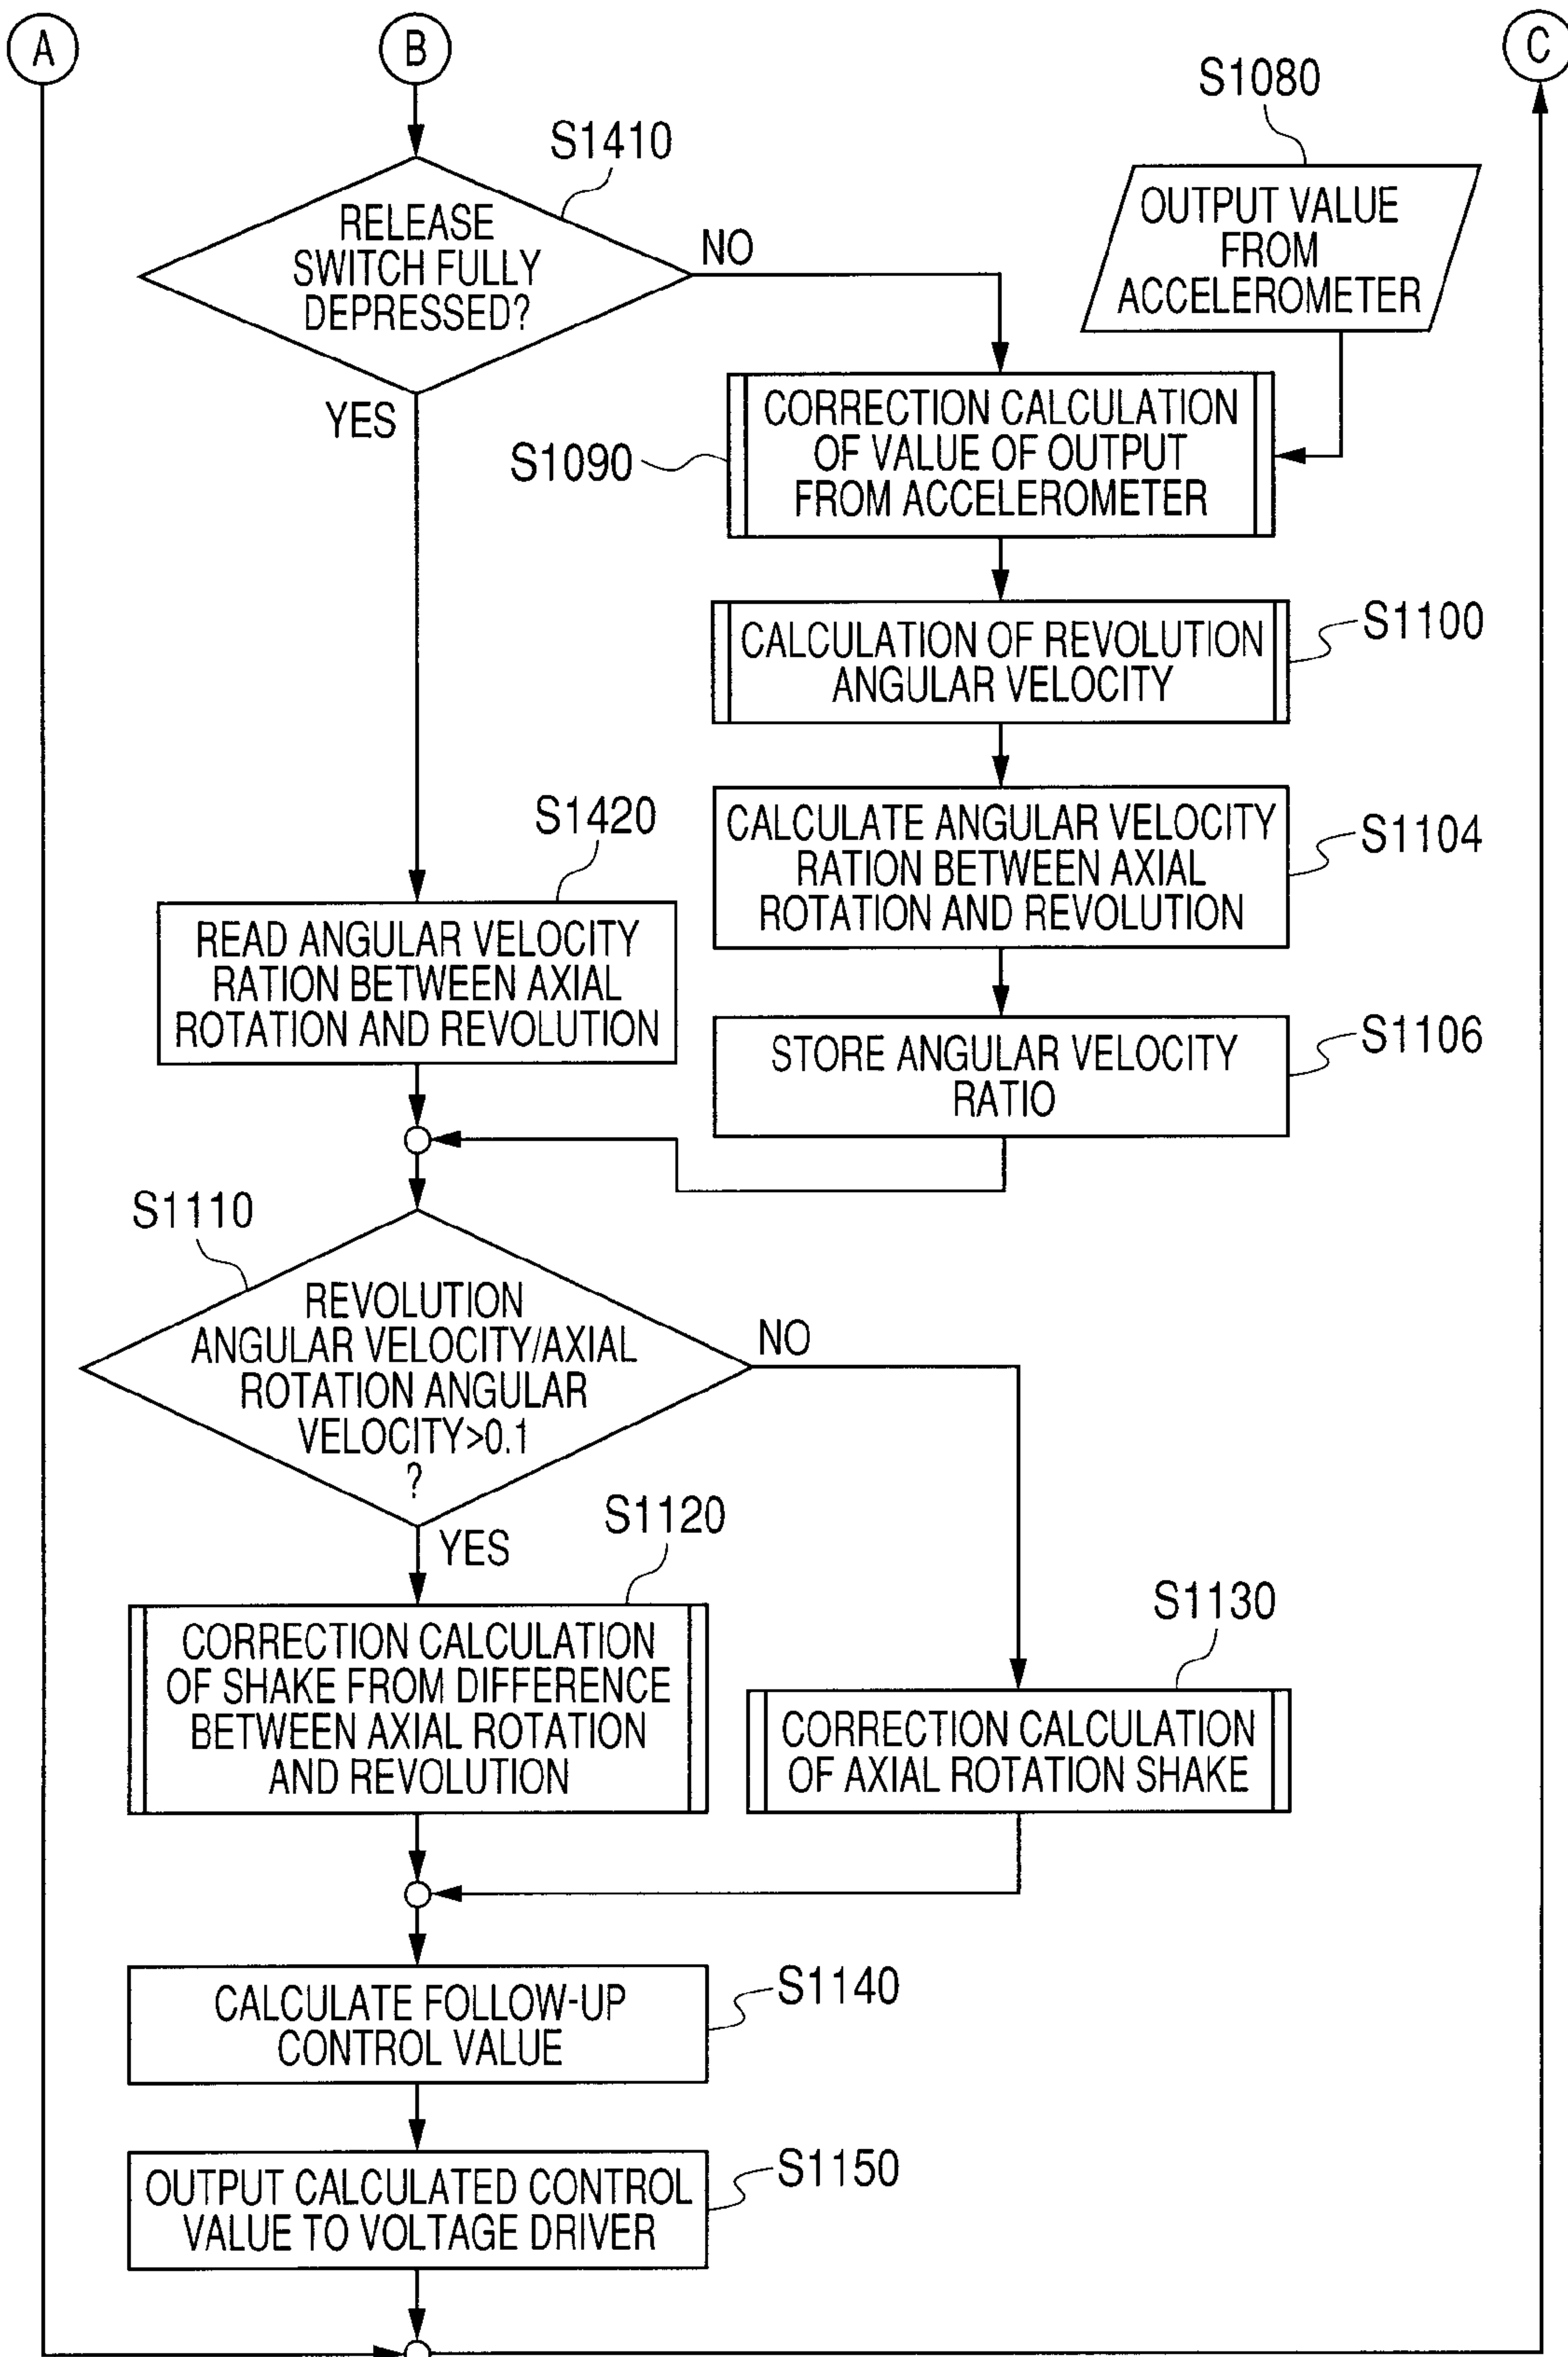 A
B
C
S1080
S1410
OUTPUT VALUE
FROM
ACCELEROMETER
RELEASE
SWITCH FULLY
DEPRESSED?
NO
YES
CORRECTION CALCULATION
OF VALUE OF OUTPUT
FROM ACCELEROMETER
S1090
CALCULATION OF REVOLUTION
ANGULAR VELOCITY
S1100
CALCULATE ANGULAR VELOCITY
RATION BETWEEN AXIAL
ROTATION AND REVOLUTION
S1104
S1420
READ ANGULAR VELOCITY
RATION BETWEEN AXIAL
ROTATION AND REVOLUTION
STORE ANGULAR VELOCITY
RATIO
S1106
S1110
REVOLUTION
ANGULAR VELOCITY/AXIAL
ROTATION ANGULAR
VELOCITY>0.1
?
NO
YES
S1120
CORRECTION CALCULATION
OF SHAKE FROM DIFFERENCE
BETWEEN AXIAL ROTATION
AND REVOLUTION
S1130
CORRECTION CALCULATION
OF AXIAL ROTATION SHAKE
CALCULATE FOLLOW-UP
CONTROL VALUE
S1140
OUTPUT CALCULATED CONTROL
VALUE TO VOLTAGE DRIVER
S1150